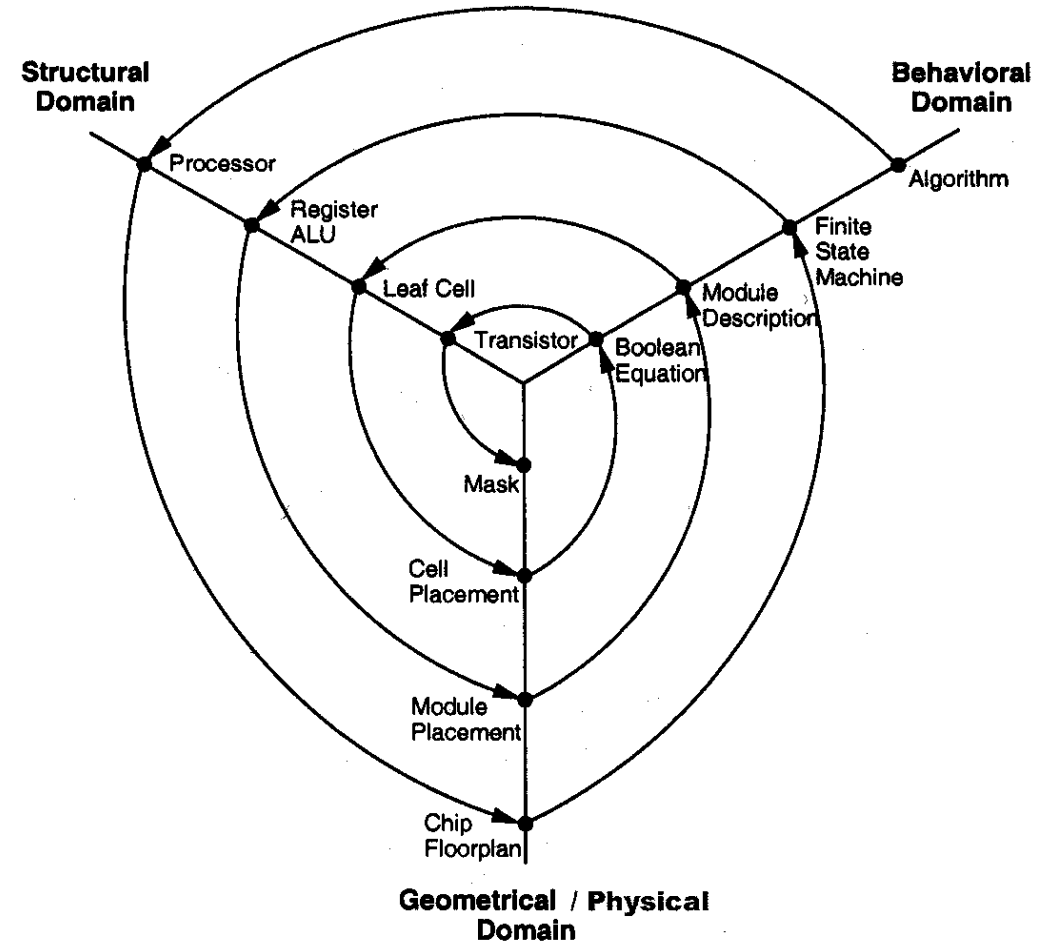 Structural
Domain
Behavioral
Domain
Processor
Algorithm
Register
ALU
Finite
State
Machine
Leaf Cell
Module
Description
Transistor
Boolean
Equation
Mask
Cell
Placement
Module
Placement
Chip
Floorplan
Geometrical / Physical
Domain